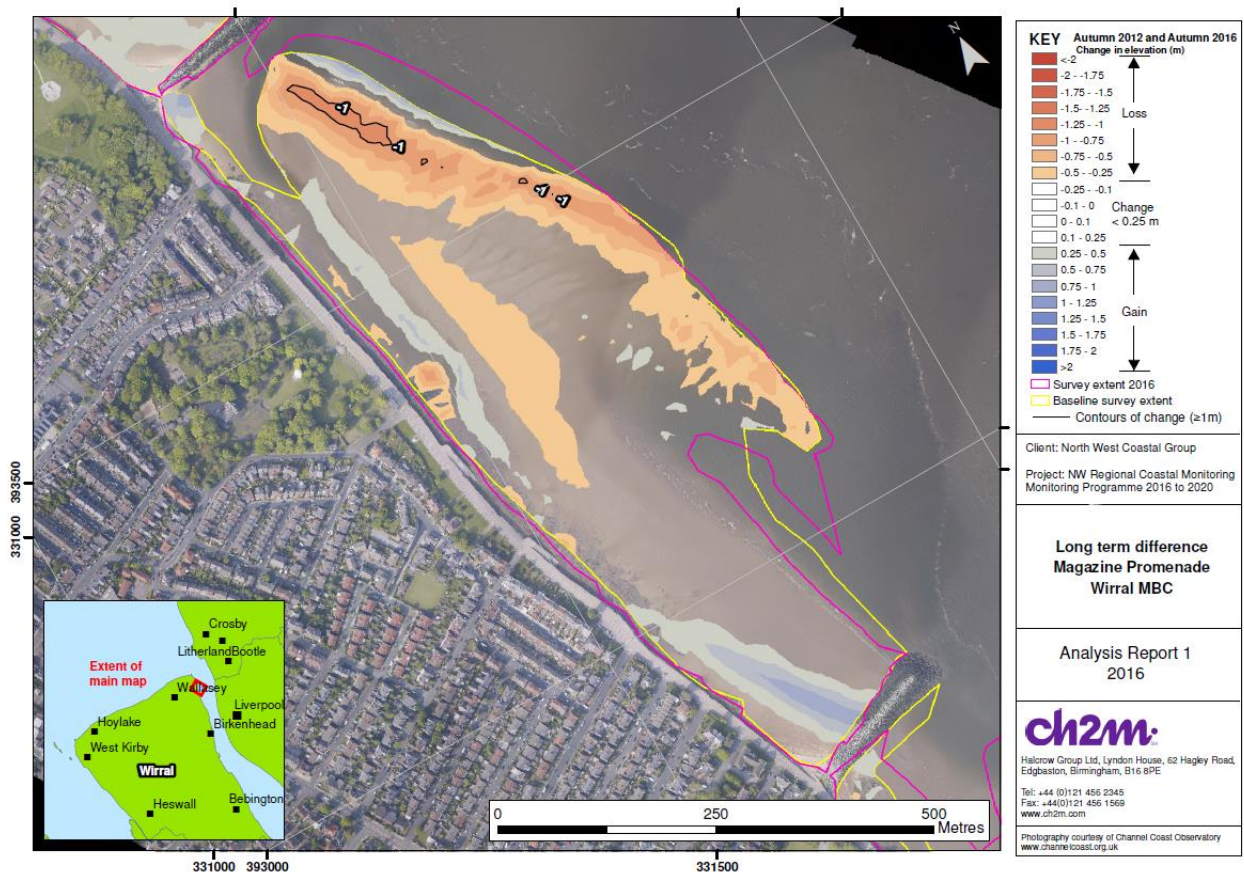 N
-1
-1
-1
-1
393500
331000
331000
393000
331500
0
250
500
Metres
Extent of
main map
Crosby
LitherlandBootle
Wallasey
Liverpool
Hoylake
Birkenhead
West Kirby
Wirral
Heswall
Bebington
KEY
Autumn 2012 and Autumn 2016
Change in elevation (m)
<-2
-2 - -1.75
-1.75 - -1.5
-1.5 - -1.25
-1.25 - -1
-1 - -0.75
-0.75 - -0.5
-0.5 - -0.25
-0.25 - -0.1
-0.1 - 0
0 - 0.1
0.1 - 0.25
0.25 - 0.5
0.5 - 0.75
0.75 - 1
1 - 1.25
1.25 - 1.5
1.5 - 1.75
1.75 - 2
>2
Loss
Change
< 0.25 m
Gain
Survey extent 2016
Baseline survey extent
Contours of change (≥1m)
Client: North West Coastal Group
Project: NW Regional Coastal Monitoring
Monitoring Programme 2016 to 2020
Long term difference
Magazine Promenade
Wirral MBC
Analysis Report 1
2016
ch2m:
Halcrow Group Ltd, Lyndon House, 62 Hagley Road,
Edgbaston, Birmingham, B16 8PE
Tel: +44 (0)121 456 2345
Fax: +44(0)121 456 1569
www.ch2m.com
Photography courtesy of Channel Coast Observatory
www.channelcoast.org.uk